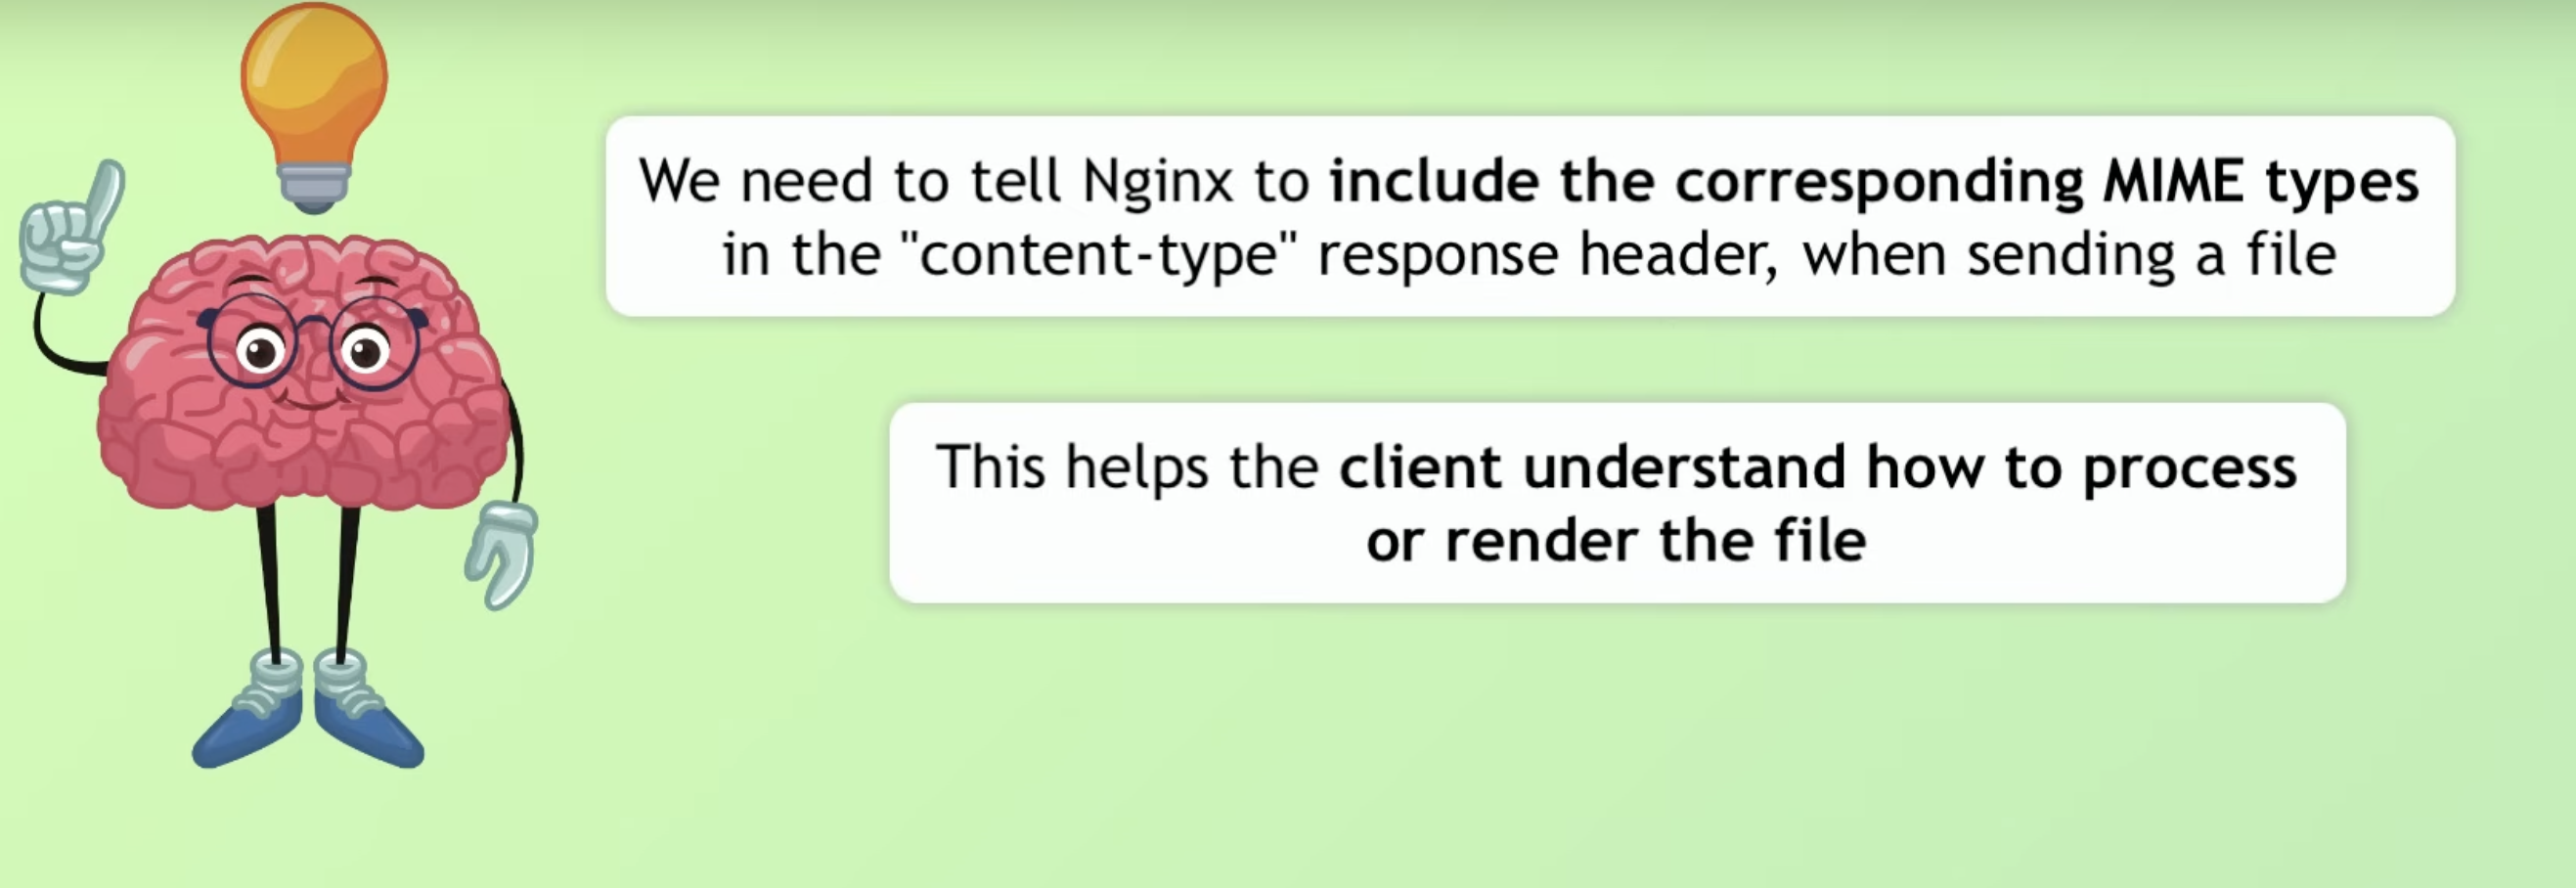 We need to tell Nginx to include the corresponding MIME types
in the "content-type" response header, when sending a file
This helps the client understand how to process
or render the file